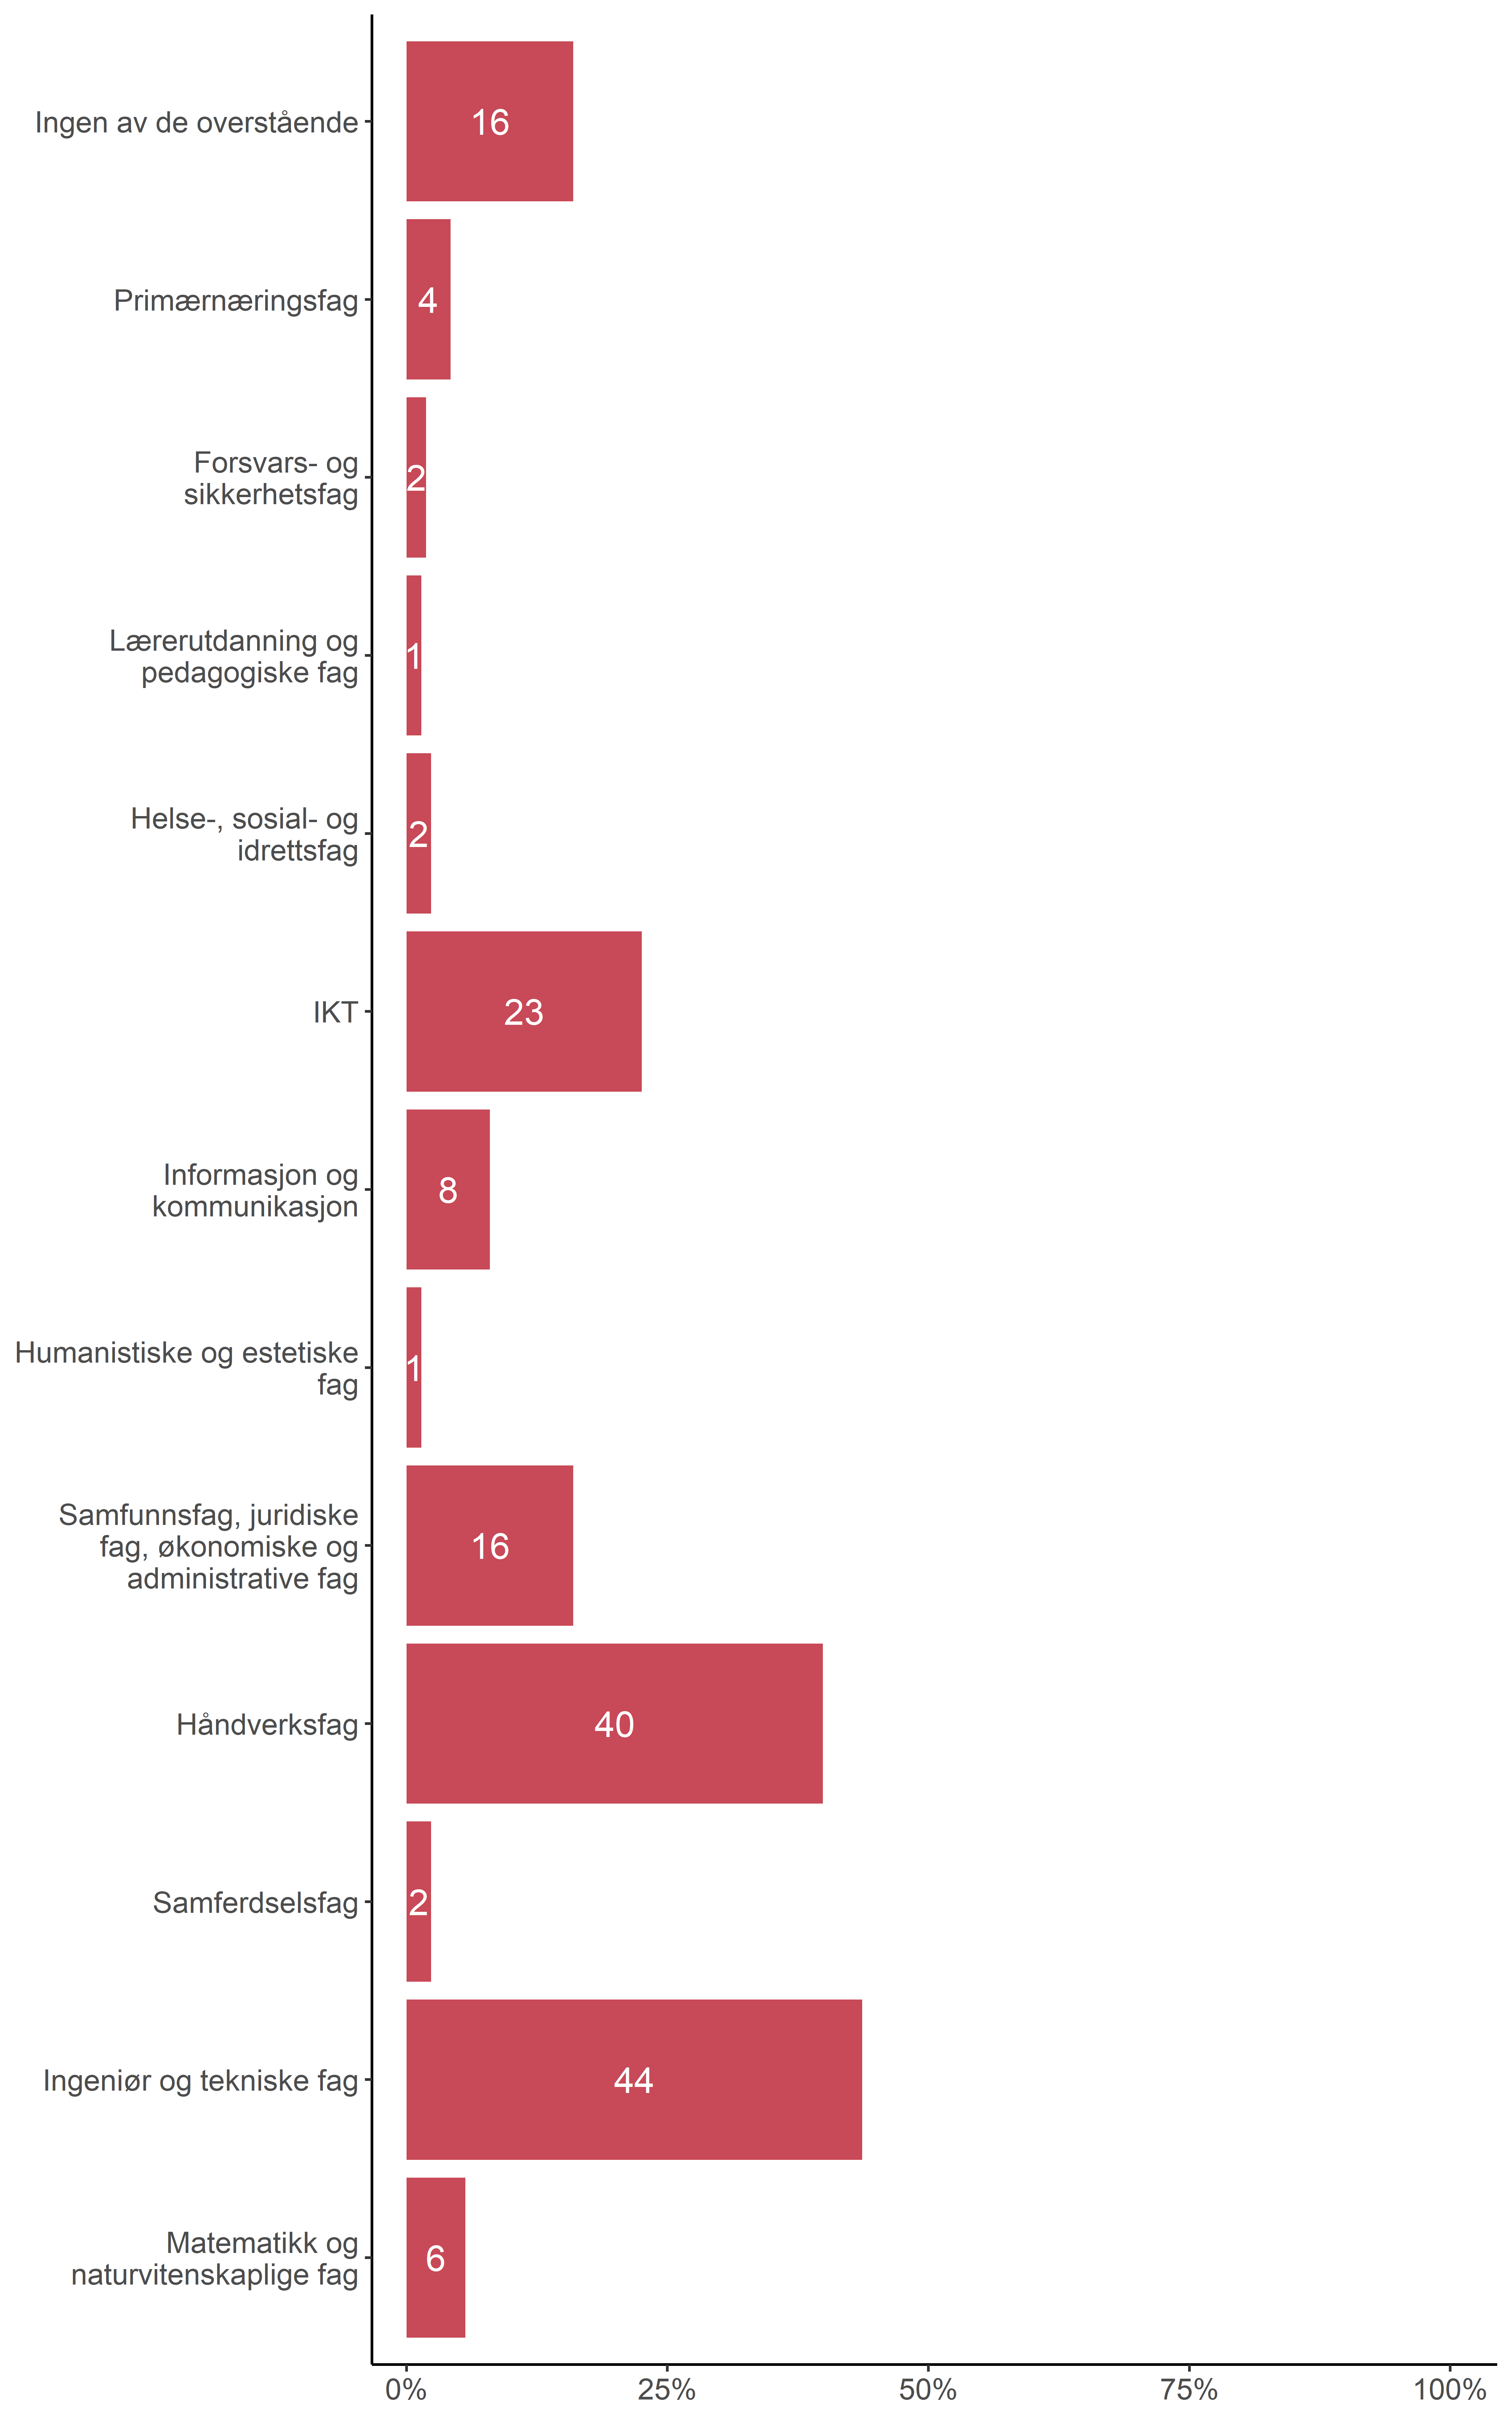 Ingen av de overstående
16
Primærnæringsfag
4
Forsvars- og
sikkerhetsfag
2
Lærerutdanning og
pedagogiske fag
1
Helse-, sosial- og
idrettsfag
2
IKT
23
Informasjon og
kommunikasjon
8
Humanistiske og estetiske
fag
1
Samfunnsfag, juridiske
fag, økonomiske og
administrative fag
16
Håndverksfag
40
Samferdselsfag
2
Ingeniør og tekniske fag
44
Matematikk og
naturvitenskaplige fag
6
0% 25% 50% 75% 100%